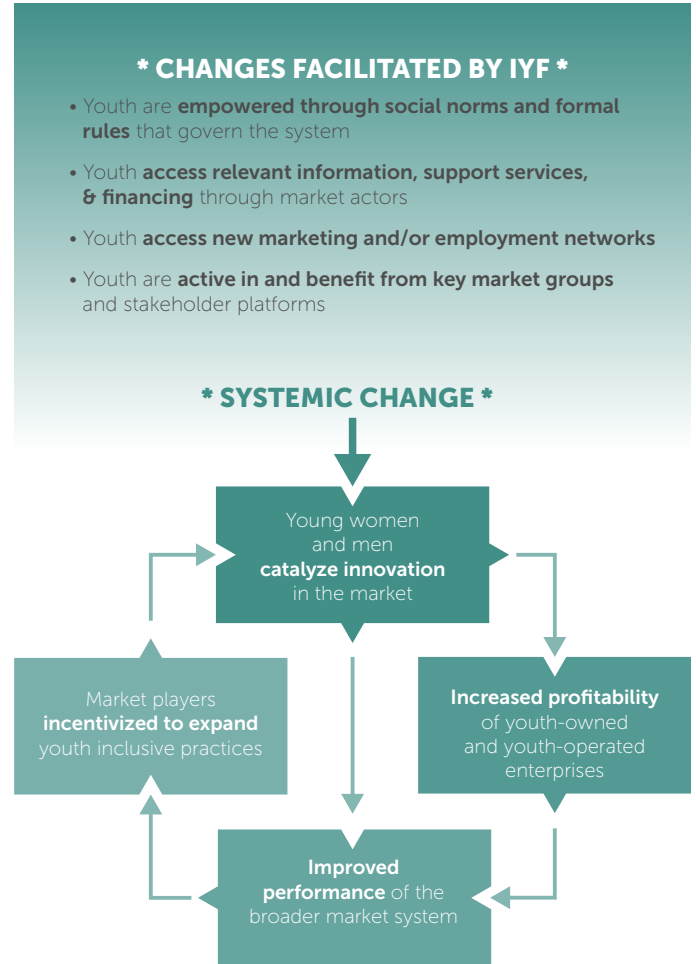 * CHANGES FACILITATED BY IYF *
• Youth are empowered through social norms and formal
rules that govern the system
• Youth access relevant information, support services,
& financing through market actors
• Youth access new marketing and/or employment networks
• Youth are active in and benefit from key market groups
and stakeholder platforms
* SYSTEMIC CHANGE *
Young women
and men
catalyze innovation
in the market
Market players
incentivized to expand
youth inclusive practices
Increased profitability
of youth-owned
and youth-operated
enterprises
Improved
performance of the
broader market system